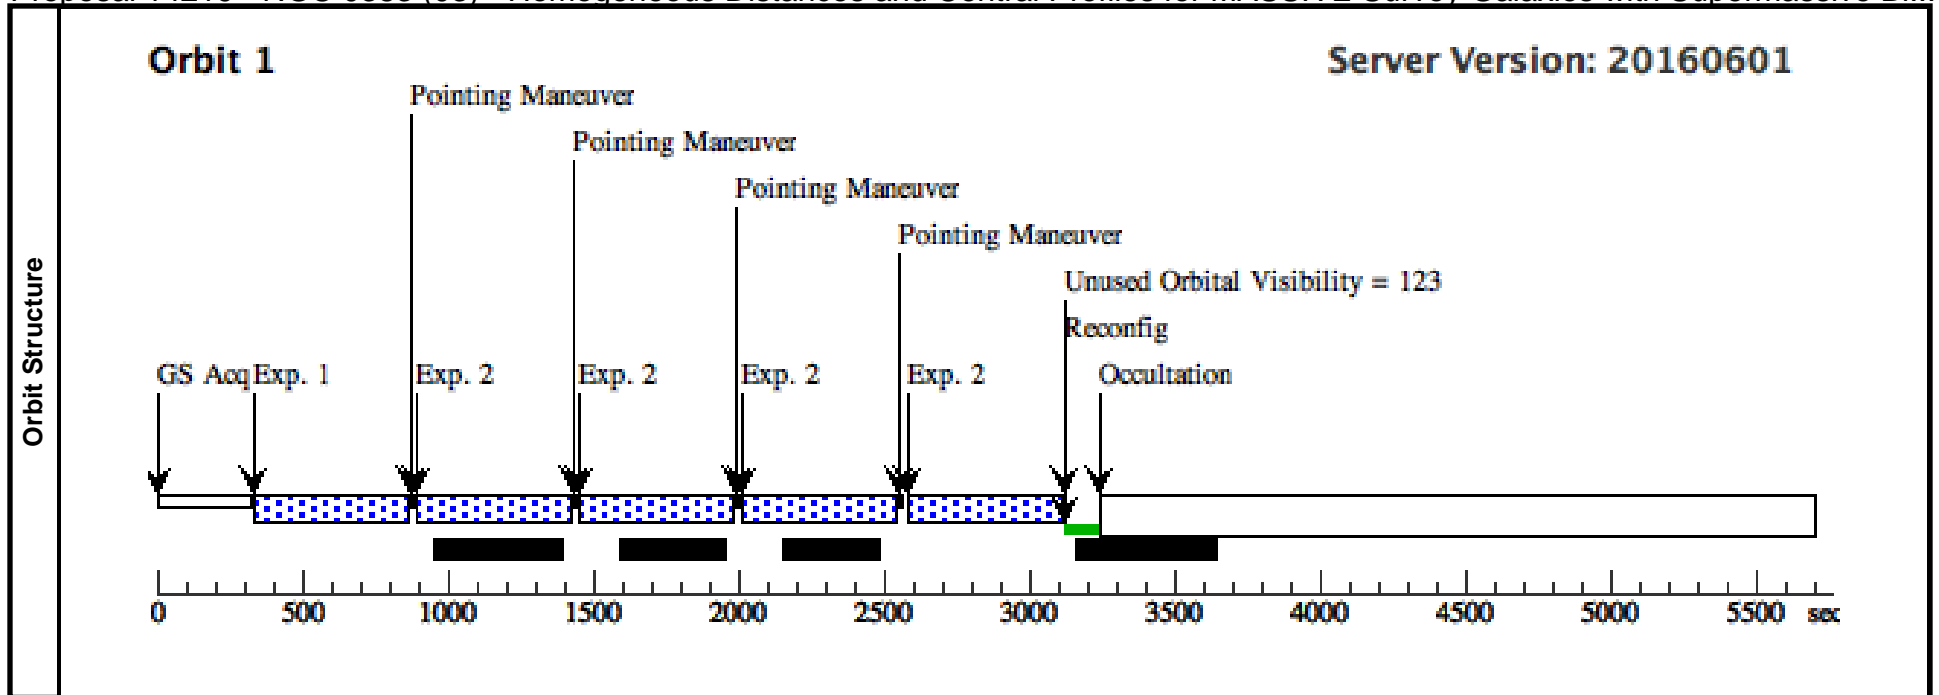 Orbit 1
Server Version: 20160601
Pointing Maneuver
Pointing Maneuver
Pointing Maneuver
Pointing Maneuver
Unused Orbital Visibility = 123
Reconfig
GS Acq Exp. 1 Exp. 2 Exp. 2 Exp. 2 Exp. 2 Occultation
Orbit Structure
0 500 1000 1500 2000 2500 3000 3500 4000 4500 5000 5500 sec